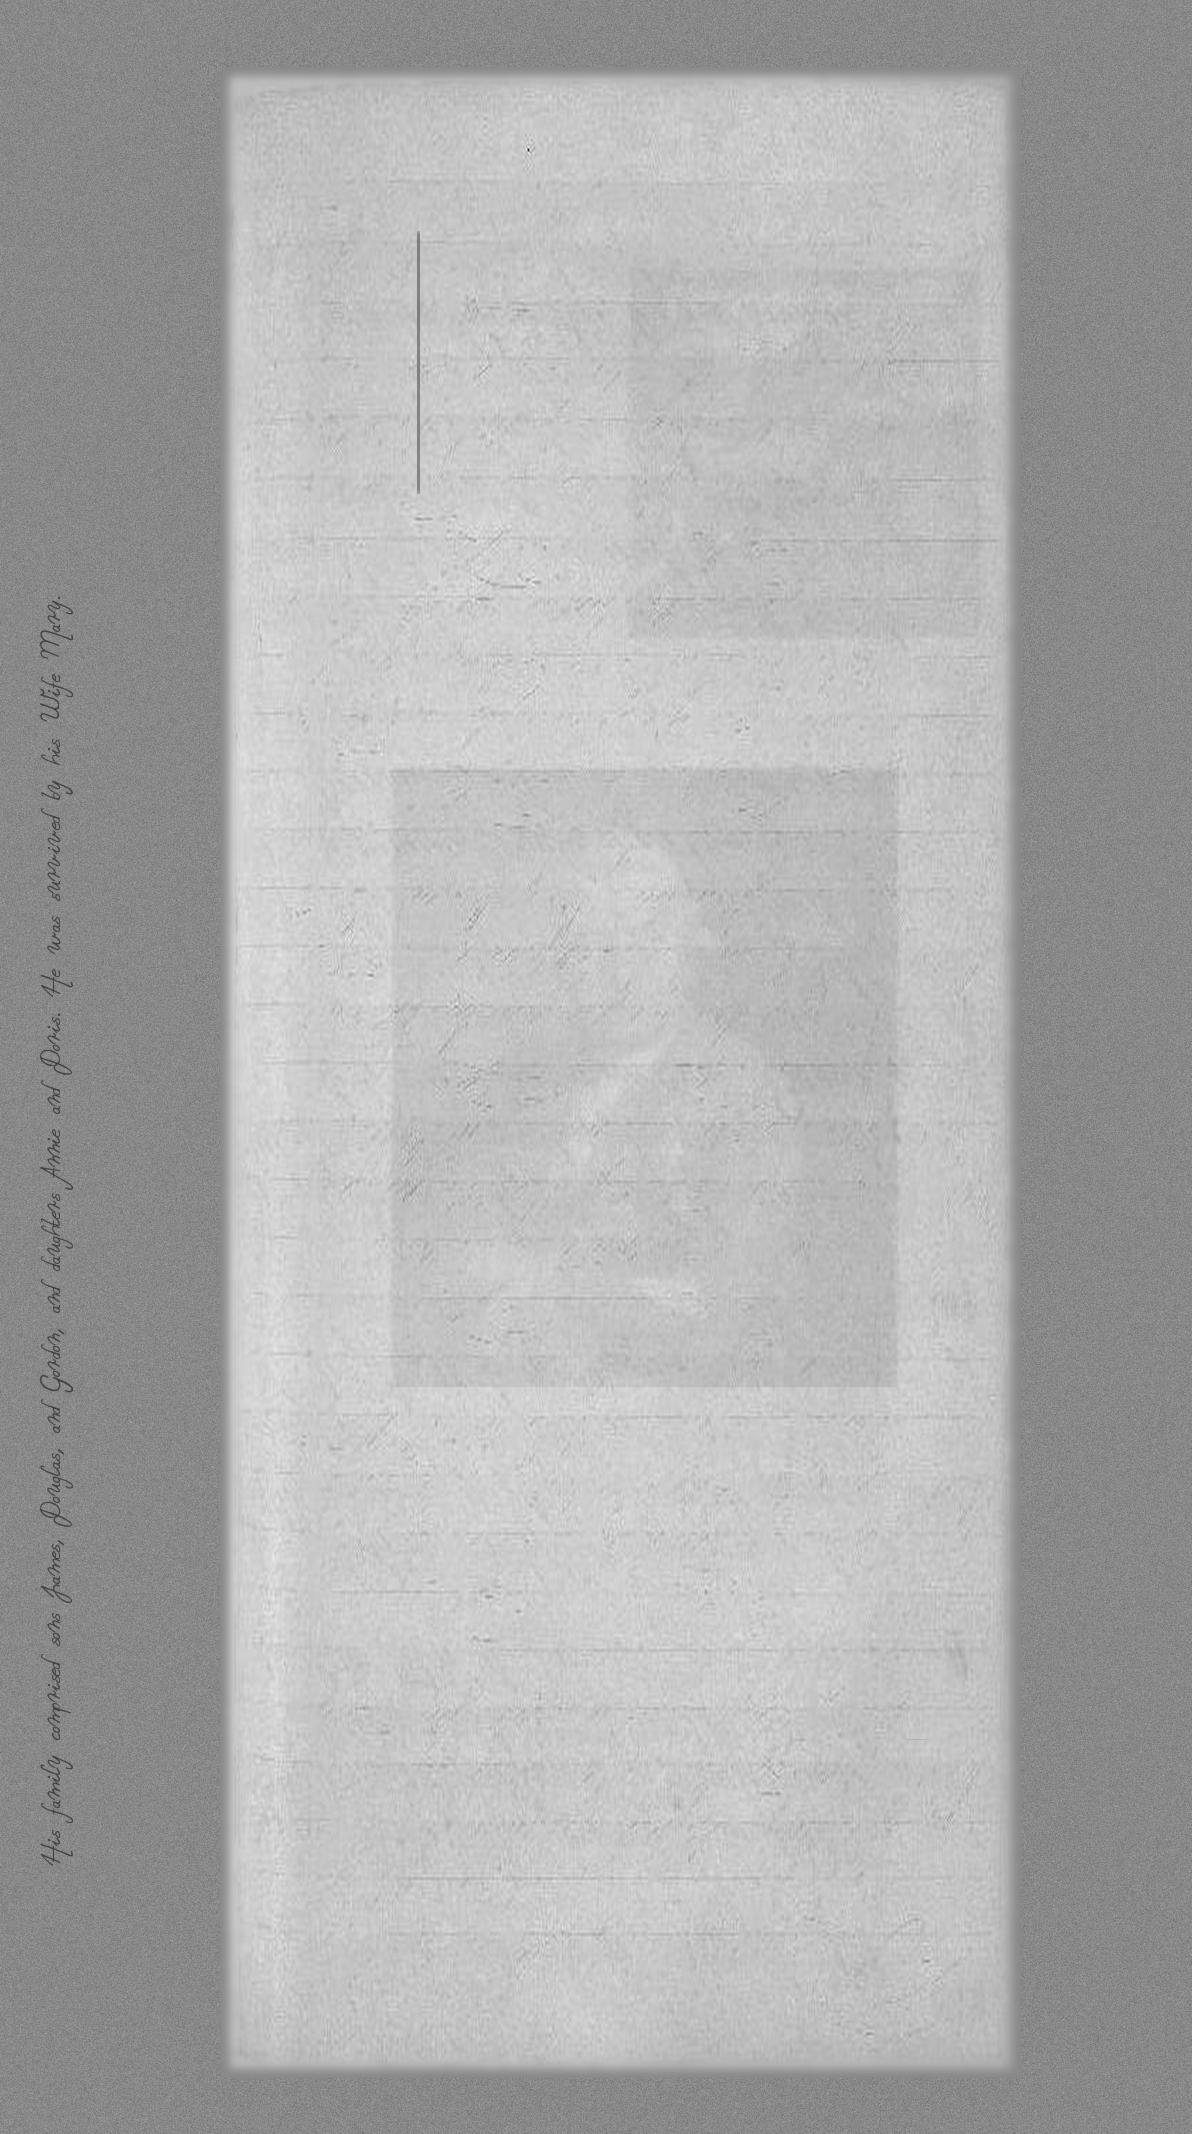 His family comprised sons James, Douglas, and Gordon, and daughters Annie and Doris. He was survived by his Wife Mary.